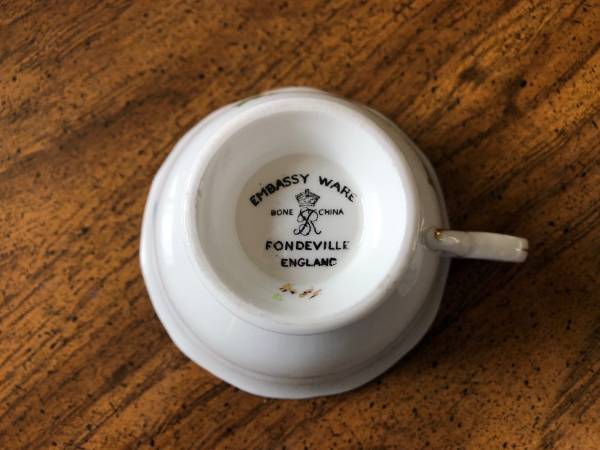 EMBASSY WARE
BONE CHINA
FONDEVILLE
ENGLAND